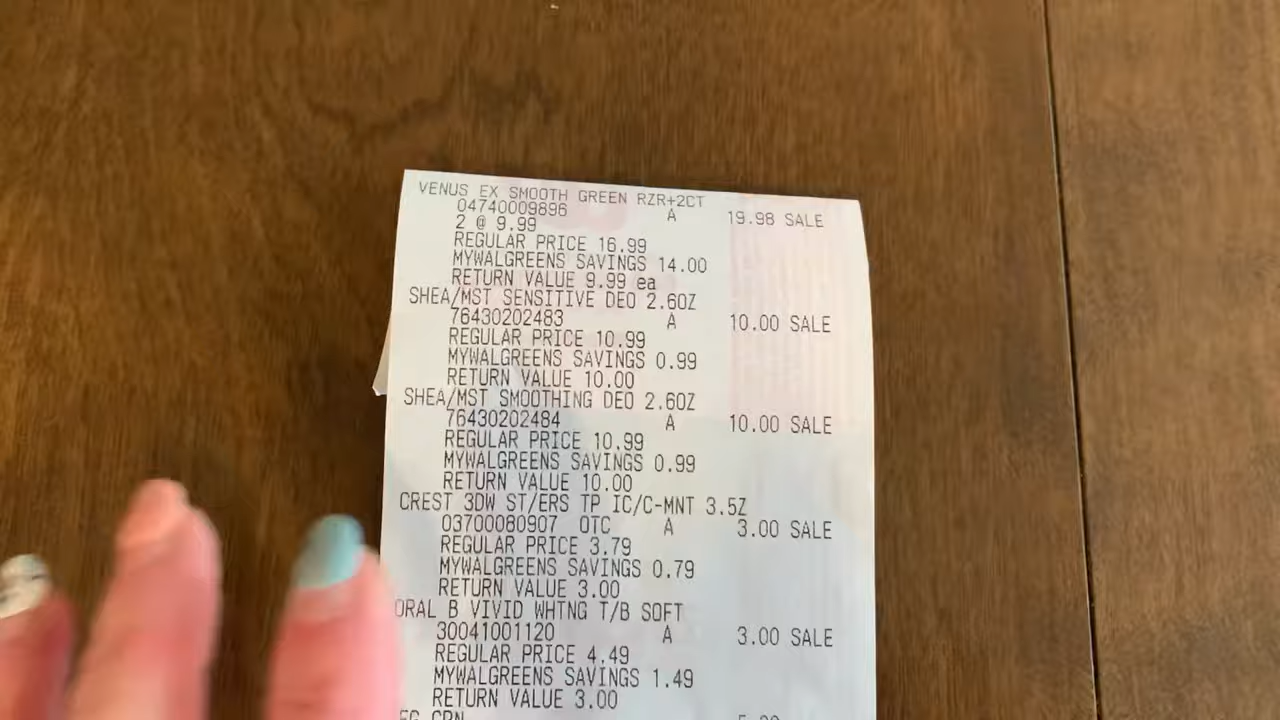 VENUS EX SMOOTH GREEN RZR+2CT
04740009896 A 19.98 SALE
2 @ 9.99
REGULAR PRICE 16.99
MYWALGREENS SAVINGS 14.00
RETURN VALUE 9.99 ea
SHEA/MST SENSITIVE DEO 2.6OZ
76430202483 A 10.00 SALE
REGULAR PRICE 10.99
MYWALGREENS SAVINGS 0.99
RETURN VALUE 10.00
SHEA/MST SMOOTHING DEO 2.6OZ
76430202484 A 10.00 SALE
REGULAR PRICE 10.99
MYWALGREENS SAVINGS 0.99
RETURN VALUE 10.00
CREST 3DW ST/ERS TP IC/C-MNT 3.5Z
03700080907 OTC A 3.00 SALE
REGULAR PRICE 3.79
MYWALGREENS SAVINGS 0.79
RETURN VALUE 3.00
ORAL B VIVID WHTNG T/B SOFT
30041001120 A 3.00 SALE
REGULAR PRICE 4.49
MYWALGREENS SAVINGS 1.49
RETURN VALUE 3.00